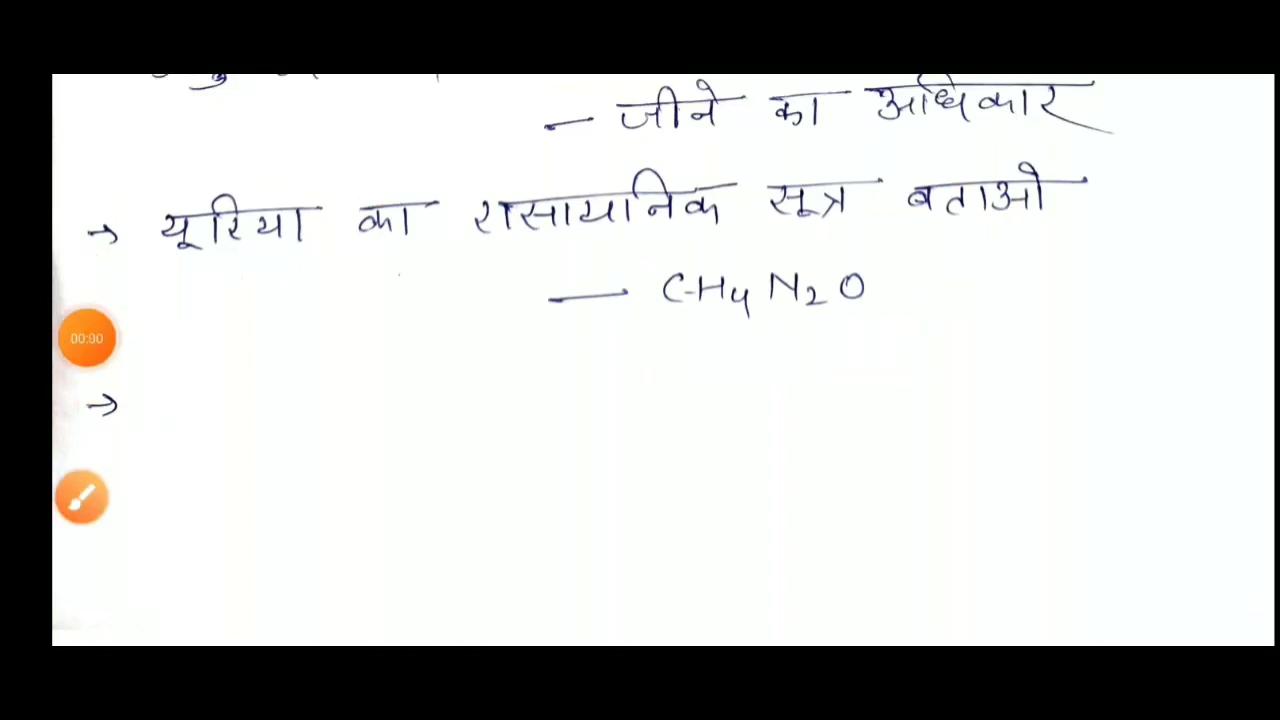 – जीने का अधिकार
→ यूरिया का रासायनिक सूत्र बताओ
— CH₄N₂O
00:00
→